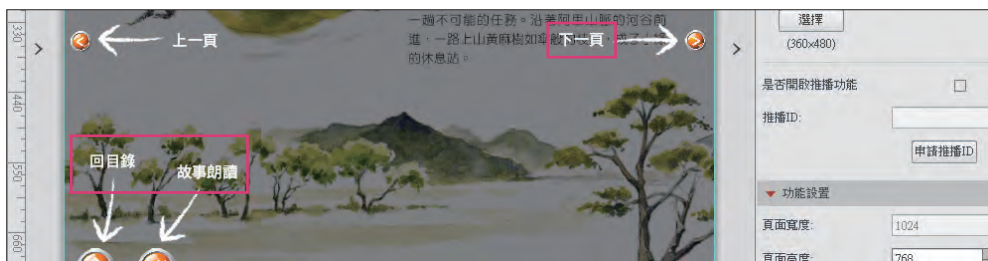 一趟不可能的任務。沿著阿里山脈的河谷前
進,一路上山黃麻樹如傘
的休息站。
上一頁
下一頁
回目錄
故事朗讀
330
440
550
660
選擇
(360×480)
是否開啟推播功能
推播ID:
申請推播ID
功能設置
頁面寬度:
1024
頁面高度:
768